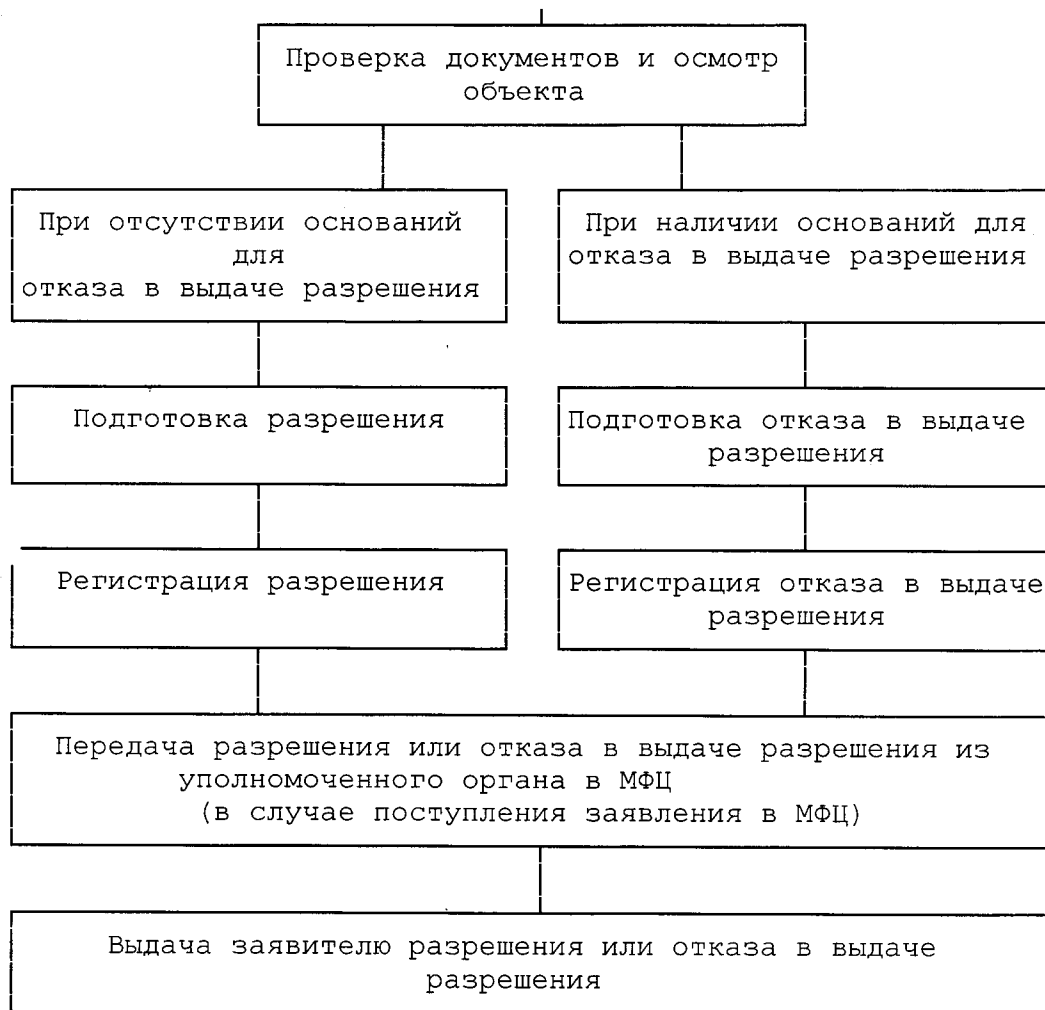 Проверка документов и осмотр
объекта
При отсутствии оснований
для
отказа в выдаче разрешения
При наличии оснований для
отказа в выдаче разрешения
Подготовка разрешения
Подготовка отказа в выдаче
разрешения
Регистрация разрешения
Регистрация отказа в выдаче
разрешения
Передача разрешения или отказа в выдаче разрешения из
уполномоченного органа в МФЦ
(в случае поступления заявления в МФЦ)
Выдача заявителю разрешения или отказа в выдаче
разрешения